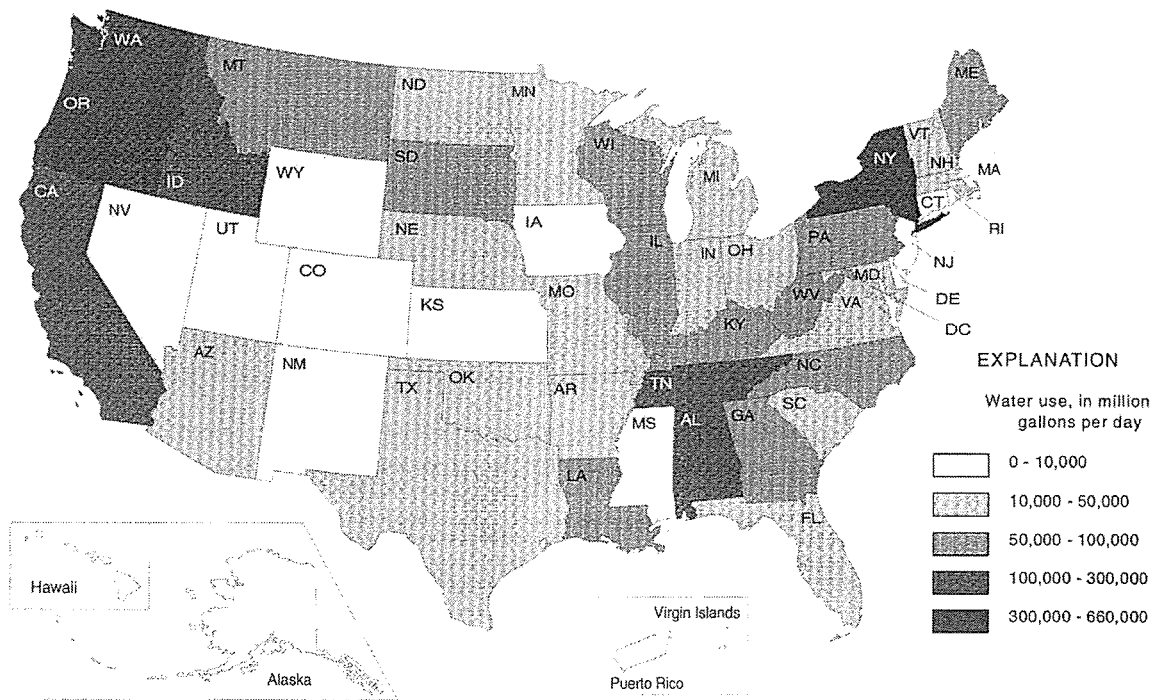 WA
MT
ND
MN
ME
OR
VT
WI
NY
NH
SD
MA
WY
MI
ID
CA
CT
NV
IA
UT
NE
RI
PA
IL
OH
IN
NJ
CO
MD
MO
WV
VA
DE
KS
KY
DC
AZ
EXPLANATION
NM
NC
OK
TN
TX
AR
SC
Water use, in million
gallons per day
MS
AL
GA
0 - 10,000
LA
10,000 - 50,000
FL
50,000 - 100,000
100,000 - 300,000
Hawaii
Virgin Islands
300,000 - 660,000
Alaska
Puerto Rico